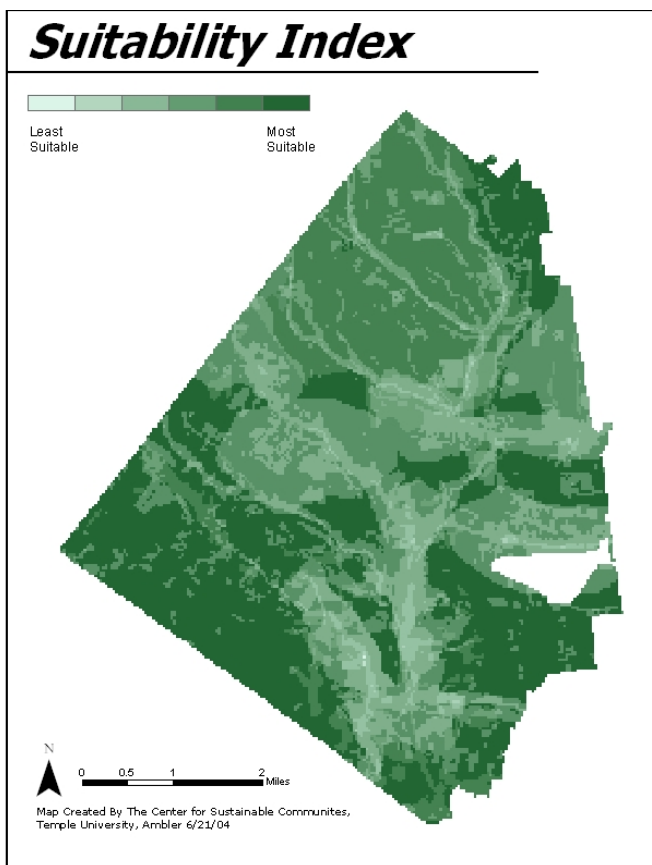 Suitability Index
Least Suitable
Most Suitable
N
0 0.5 1 2 Miles
Map Created By The Center for Sustainable Communites,
Temple University, Ambler 6/21/04